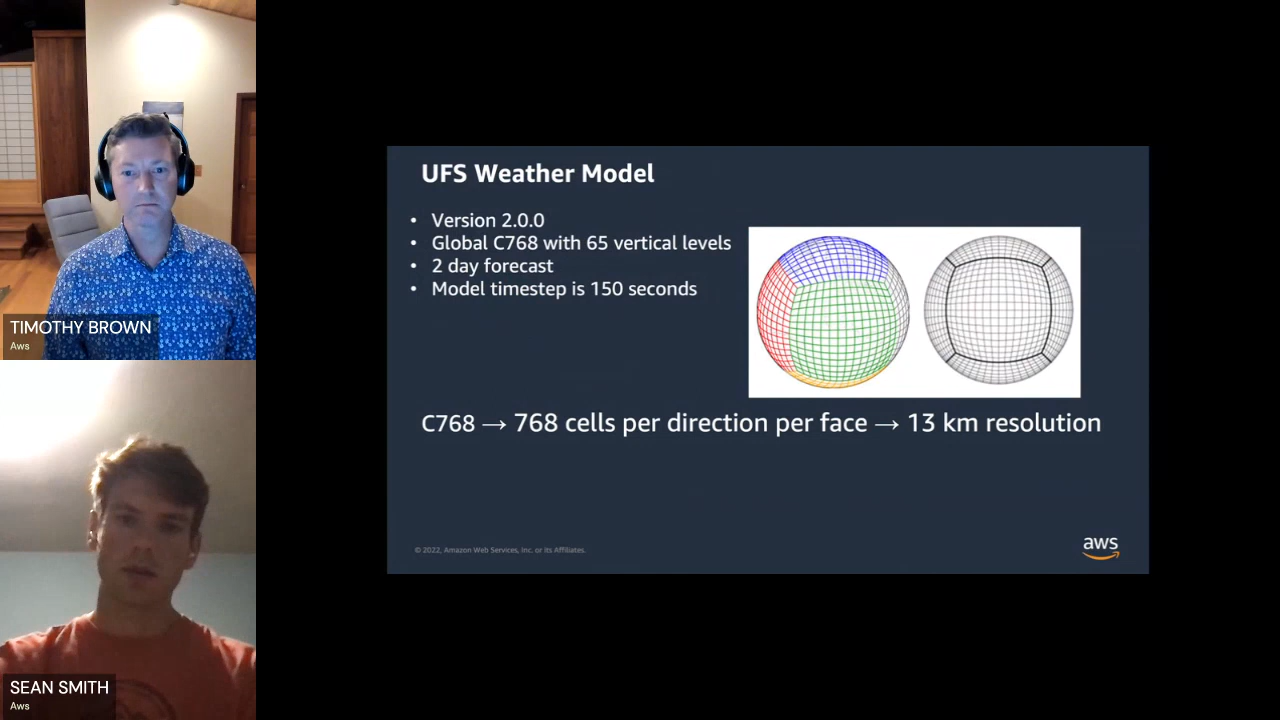 TIMOTHY BROWN
Aws
SEAN SMITH
Aws
UFS Weather Model
• Version 2.0.0
• Global C768 with 65 vertical levels
• 2 day forecast
• Model timestep is 150 seconds
C768 → 768 cells per direction per face → 13 km resolution
© 2022, Amazon Web Services, Inc. or its Affiliates.
aws